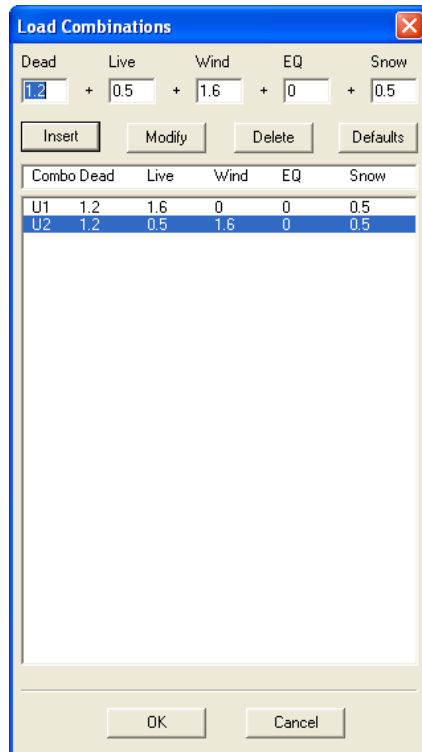 Load Combinations
Dead Live Wind EQ Snow
1.2 + 0.5 + 1.6 + 0 + 0.5
Insert Modify Delete Defaults
Combo Dead Live Wind EQ Snow
U1 1.2 1.6 0 0 0.5
U2 1.2 0.5 1.6 0 0.5
OK Cancel